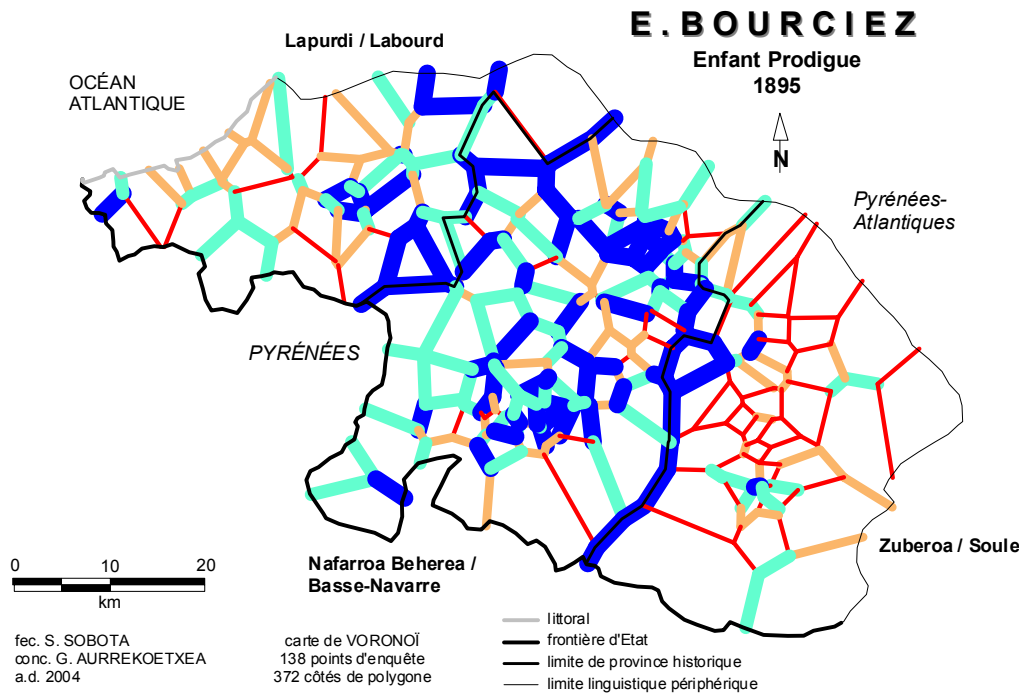 E.BOURCIEZ
Enfant Prodigue
1895
N
Lapurdi / Labourd
OCÉAN
ATLANTIQUE
Pyrénées-
Atlantiques
PYRÉNÉES
Nafarroa Beherea /
Basse-Navarre
Zuberoa / Soule
0 10 20
km
fec. S. SOBOTA
conc. G. AURREKOETXEA
a.d. 2004
carte de VORONOÏ
138 points d'enquête
372 côtés de polygone
littoral
frontière d'Etat
limite de province historique
limite linguistique périphérique